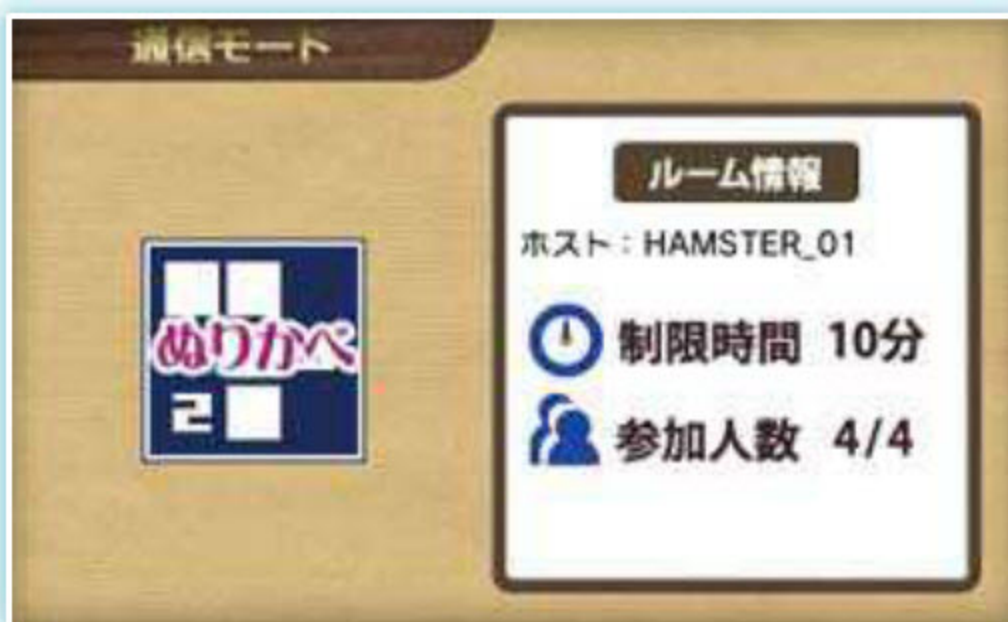 通信モード
ルーム情報
ホスト：HAMSTER_01
ぬりかべ
制限時間 10分
2
参加人数 4/4